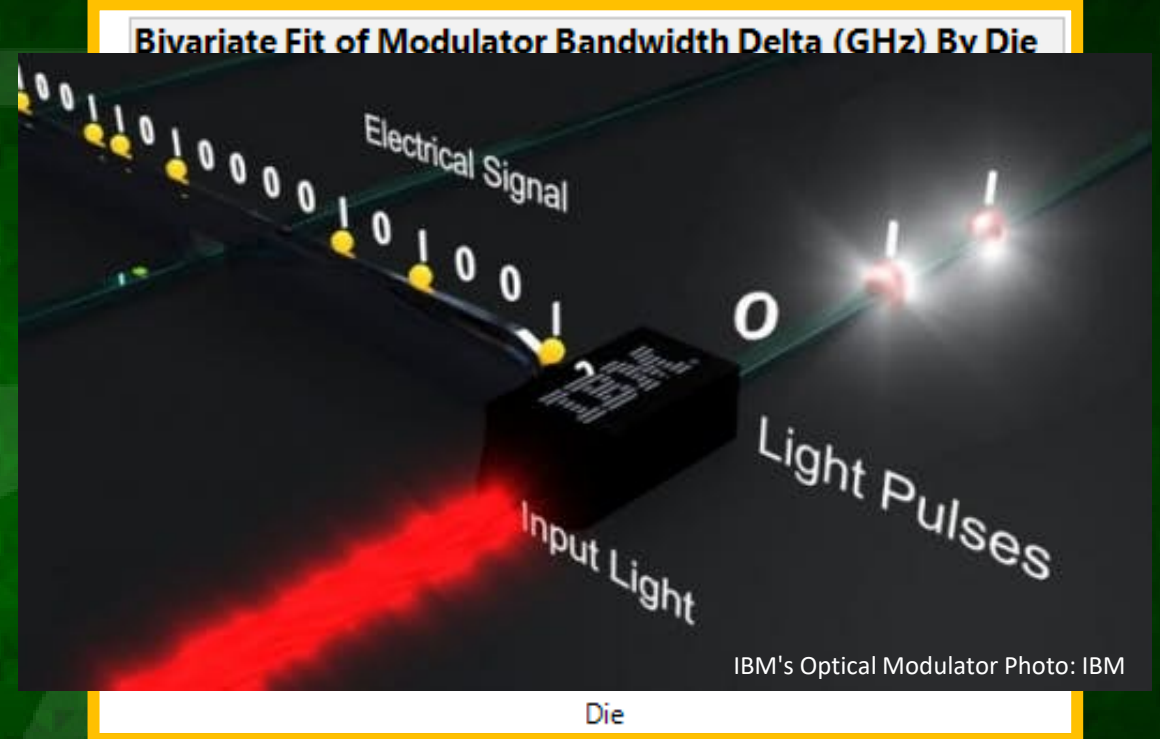 Bivariate Fit of Modulator Bandwidth Delta (GHz) By Die
1 0 0 1 1 0 1 0 0 0 0 1 0 1 0 0 1
Electrical Signal
0 1 1
IBM
Input Light
Light Pulses
IBM's Optical Modulator Photo: IBM
Die